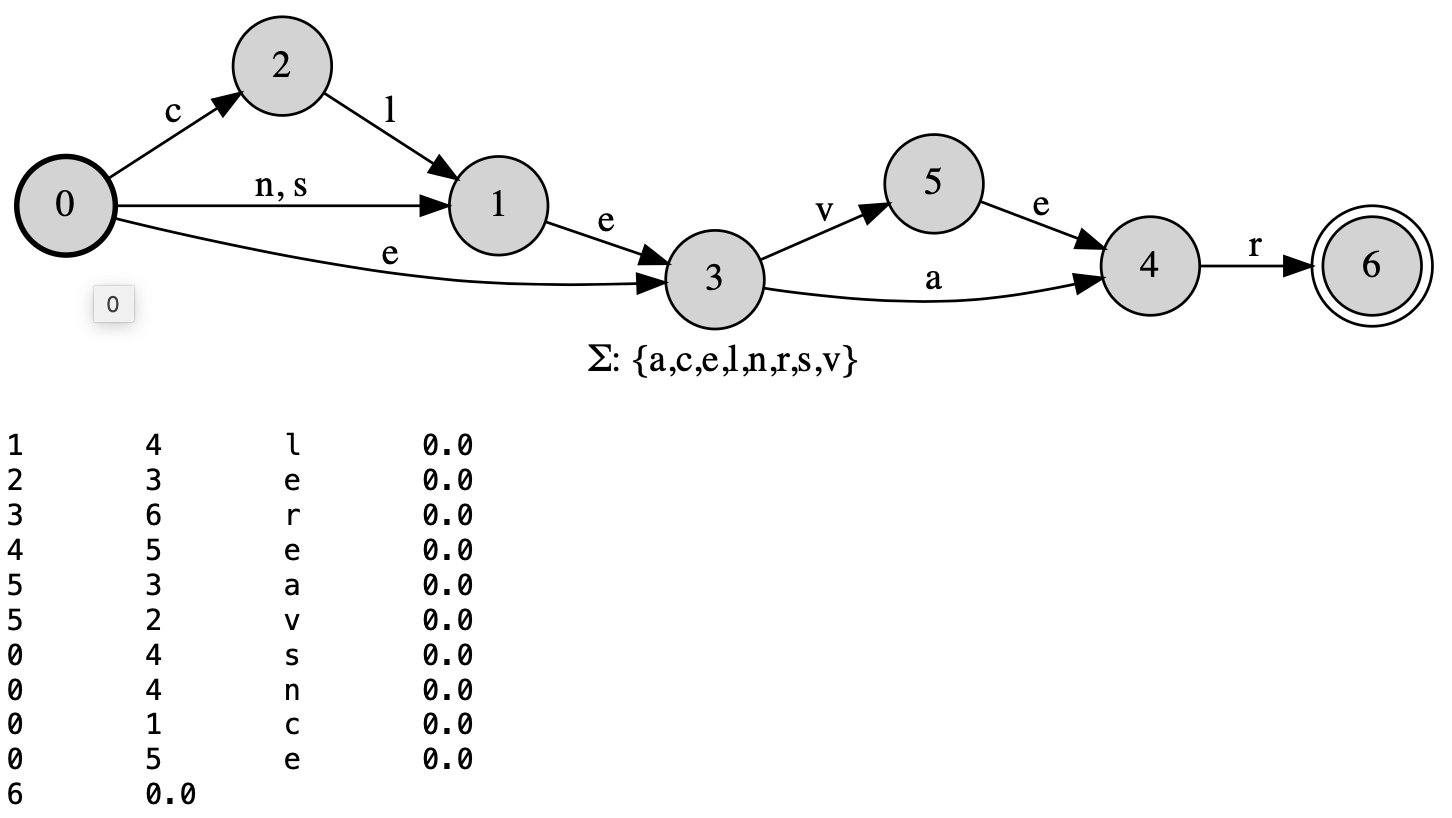 2
c
l
0
n, s
1
5
e
v
e
e
3
a
4
r
6
0
Σ: {a,c,e,l,n,r,s,v}
1 4 l 0.0
2 3 e 0.0
3 6 r 0.0
4 5 e 0.0
5 3 a 0.0
5 2 v 0.0
0 4 s 0.0
0 4 n 0.0
0 1 c 0.0
0 5 e 0.0
6 0.0